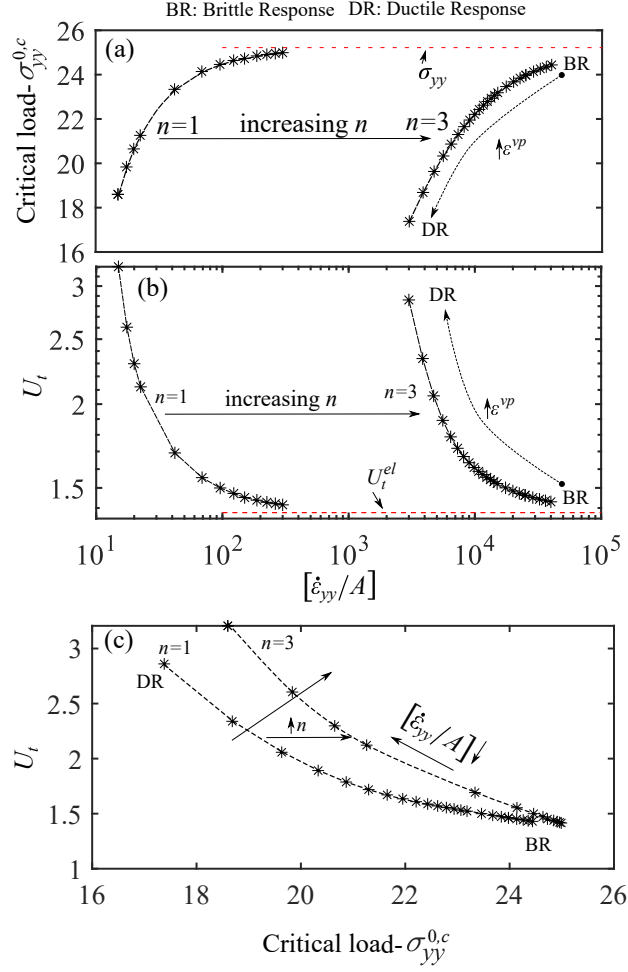 BR: Brittle Response DR: Ductile Response
(a)
26
25
24
22
20
18
16
Critical load-σ_yy^{0,c}
σ_yy
BR
n=1 increasing n n=3
ε^{vp}
DR
(b)
3
2.5
2
1.5
U_t
DR
n=1 increasing n n=3
ε^{vp}
U_t^{el}
BR
10^1 10^2 10^3 10^4 10^5
[ε̇_yy/A]
(c)
3
2.5
2
1.5
1
U_t
n=1
n=3
DR
n
[ε̇_yy/A]
BR
16 18 20 22 24 26
Critical load-σ_yy^{0,c}